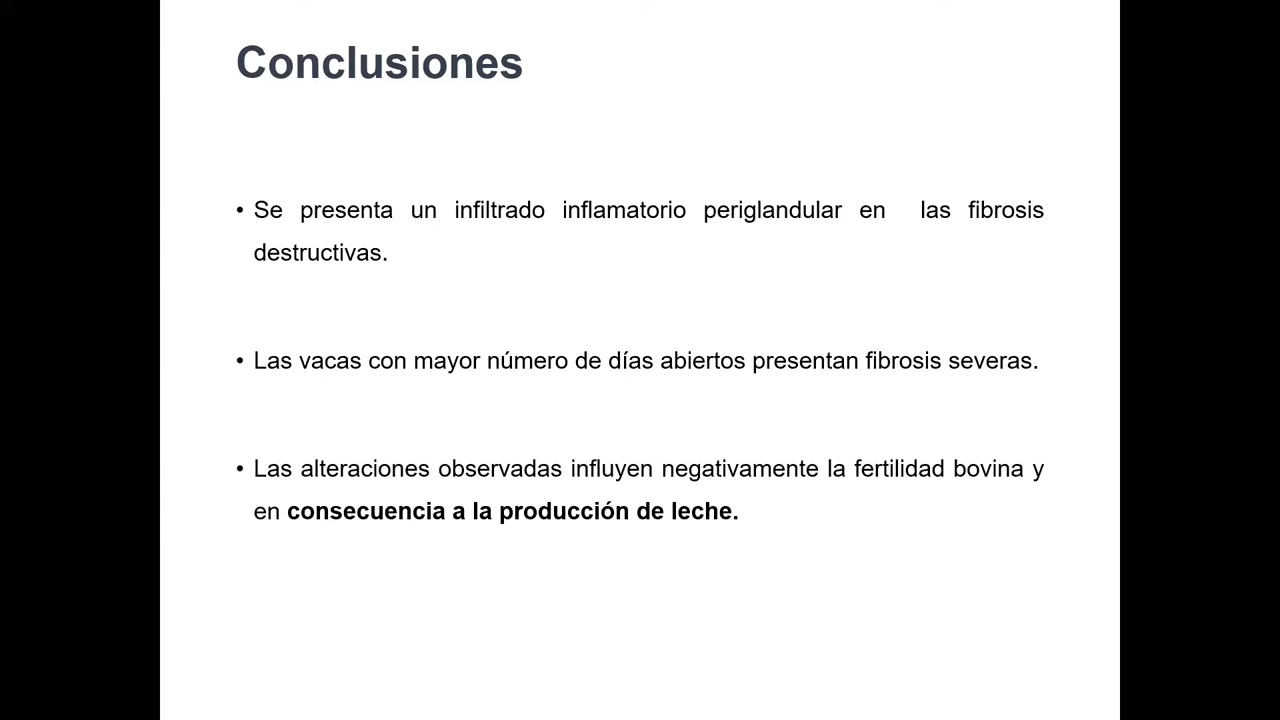 Conclusiones
• Se presenta un infiltrado inflamatorio periglandular en las fibrosis
destructivas.
• Las vacas con mayor número de días abiertos presentan fibrosis severas.
• Las alteraciones observadas influyen negativamente la fertilidad bovina y
en consecuencia a la producción de leche.